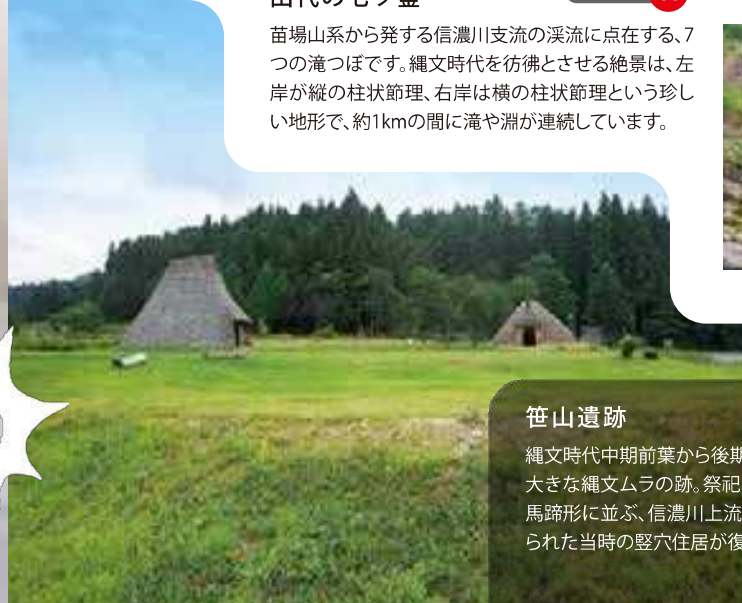 苗場山系から発する信濃川支流の渓流に点在する、7
つの滝つぼです。縄文時代を彷彿とさせる絶景は、左
岸が縦の柱状節理、右岸は横の柱状節理という珍し
い地形で、約1kmの間に滝や淵が連続しています。
笹山遺跡
縄文時代中期前葉から後期
大きな縄文ムラの跡。祭祀
馬蹄形に並ぶ、信濃川上流
られた当時の竪穴住居が復